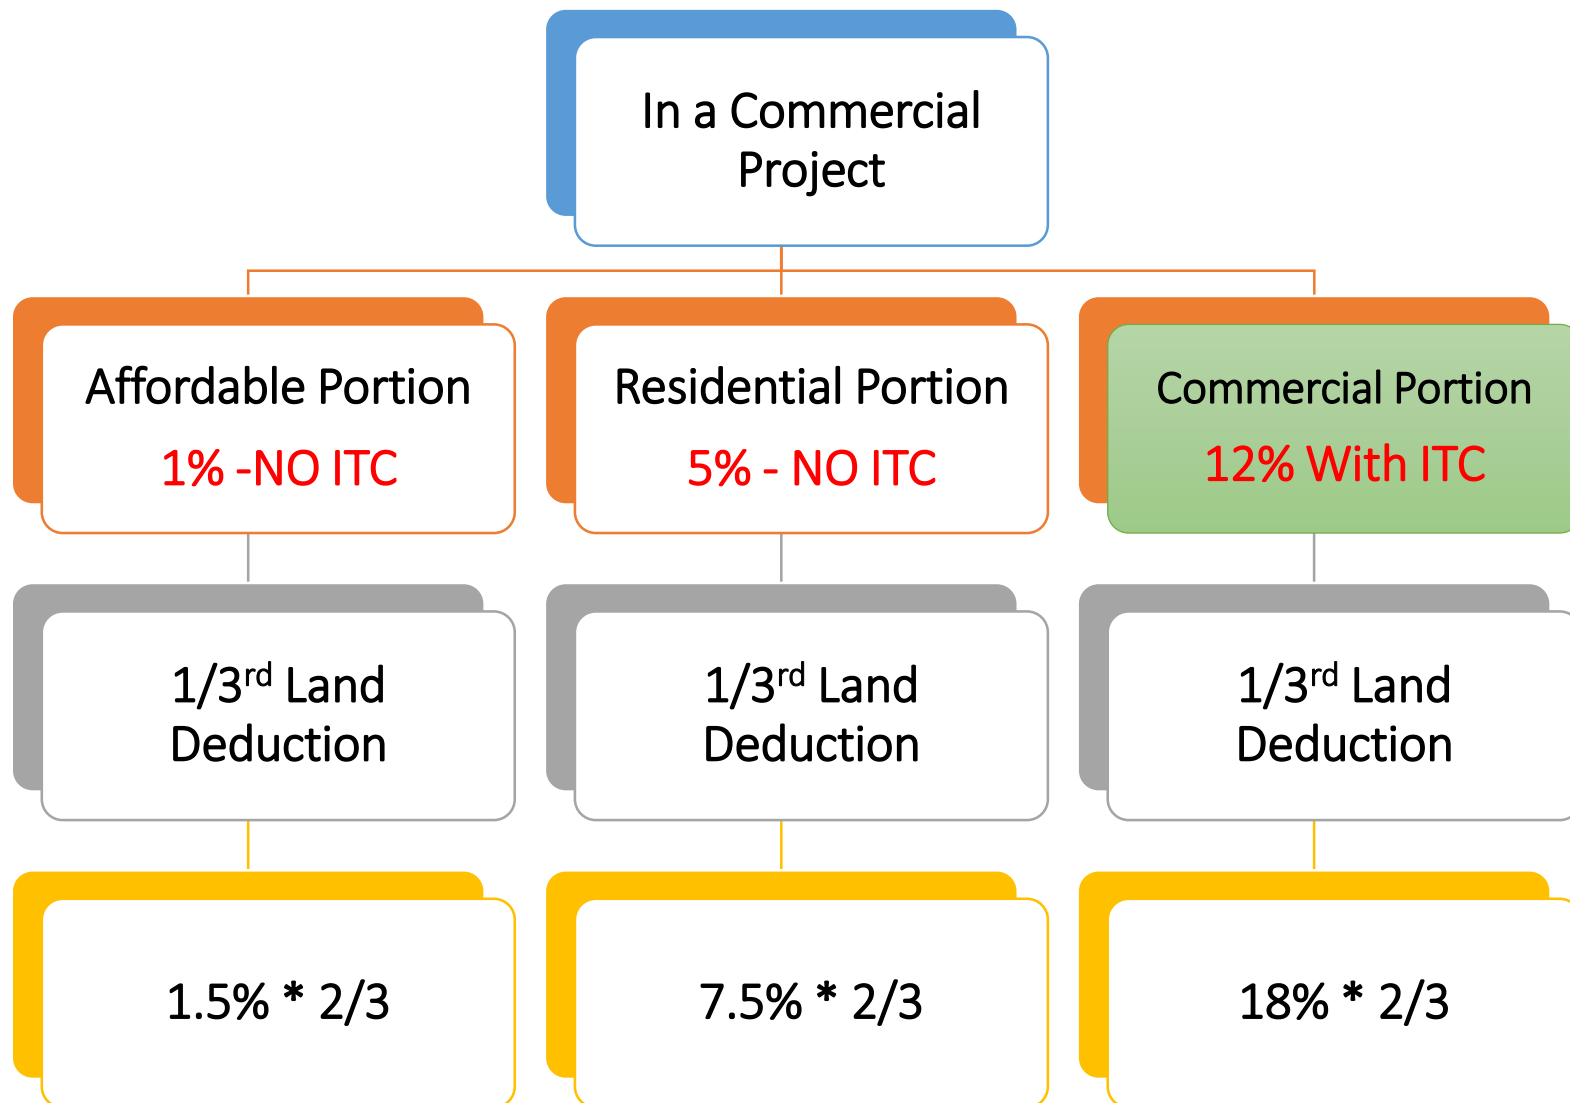 In a Commercial
Project
Affordable Portion
1% -NO ITC
Residential Portion
5% - NO ITC
Commercial Portion
12% With ITC
1/3rd Land
Deduction
1/3rd Land
Deduction
1/3rd Land
Deduction
1.5% * 2/3
7.5% * 2/3
18% * 2/3